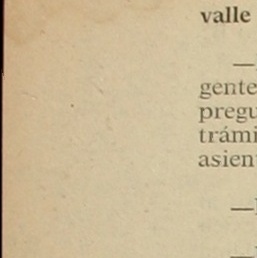 valle
—
gente
pregu
trámi
asien
—